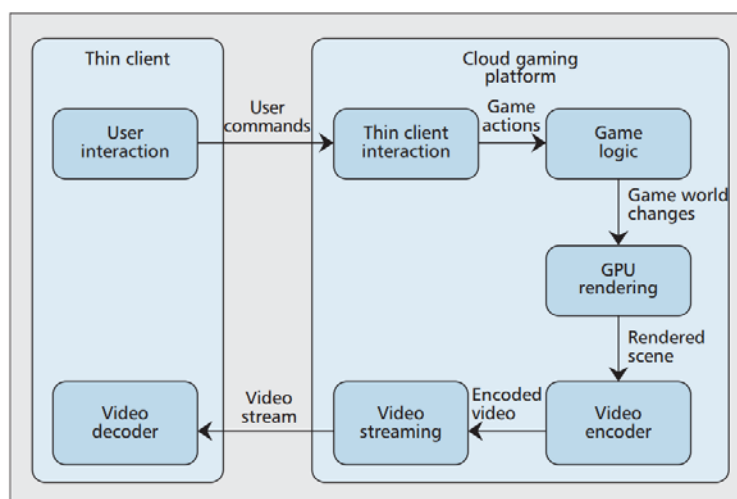 Thin client
Cloud gaming
platform
User
interaction
User
commands
Thin client
interaction
Game
actions
Game
logic
Game world
changes
GPU
rendering
Rendered
scene
Video
decoder
Video
stream
Video
streaming
Encoded
video
Video
encoder